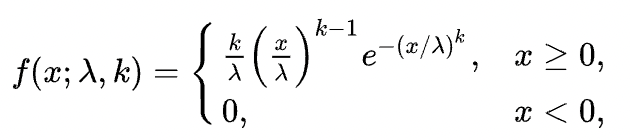 f(x; λ, k) = { k/λ (x/λ)^{k−1} e^{−(x/λ)^k}, x ≥ 0,
0, x < 0,